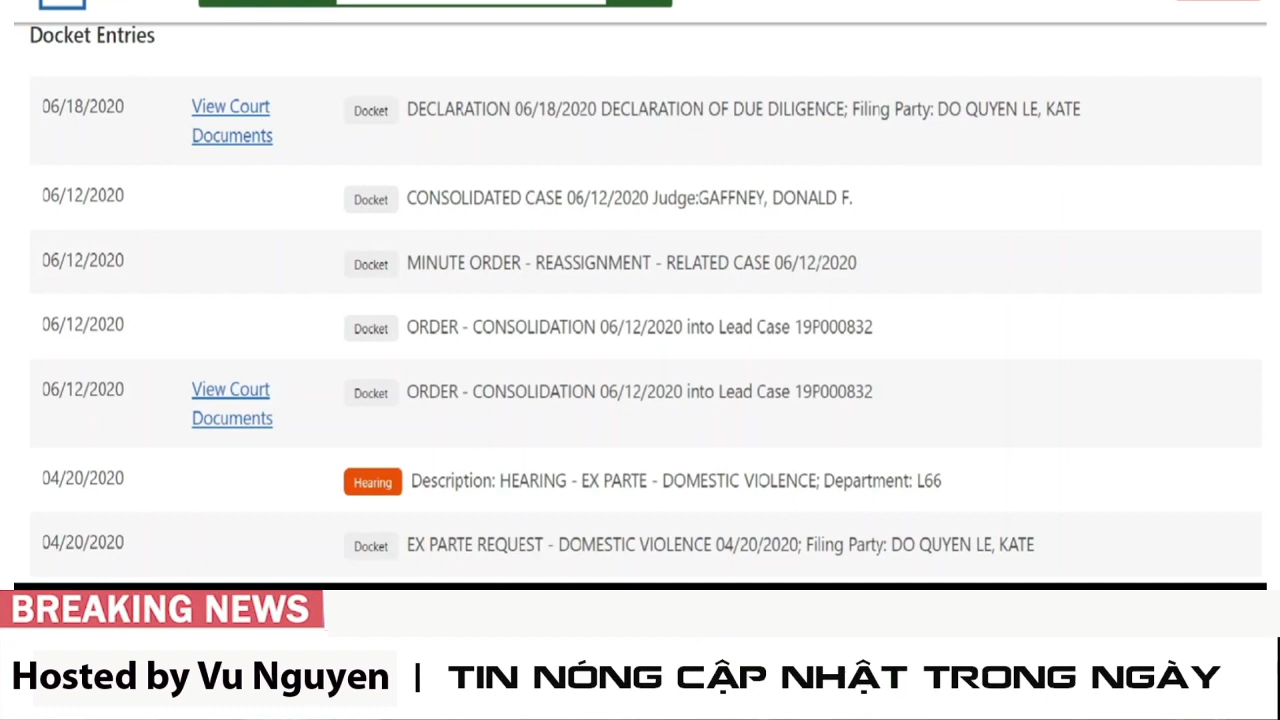 Docket Entries
06/18/2020 View Court Documents Docket DECLARATION 06/18/2020 DECLARATION OF DUE DILIGENCE; Filing Party: DO QUYEN LE, KATE
06/12/2020 Docket CONSOLIDATED CASE 06/12/2020 Judge:GAFFNEY, DONALD F.
06/12/2020 Docket MINUTE ORDER - REASSIGNMENT - RELATED CASE 06/12/2020
06/12/2020 Docket ORDER - CONSOLIDATION 06/12/2020 into Lead Case 19P000832
06/12/2020 View Court Documents Docket ORDER - CONSOLIDATION 06/12/2020 into Lead Case 19P000832
04/20/2020 Hearing Description: HEARING - EX PARTE - DOMESTIC VIOLENCE; Department: L66
04/20/2020 Docket EX PARTE REQUEST - DOMESTIC VIOLENCE 04/20/2020; Filing Party: DO QUYEN LE, KATE
BREAKING NEWS
Hosted by Vu Nguyen | TIN NÓNG CẬP NHẬT TRONG NGÀY